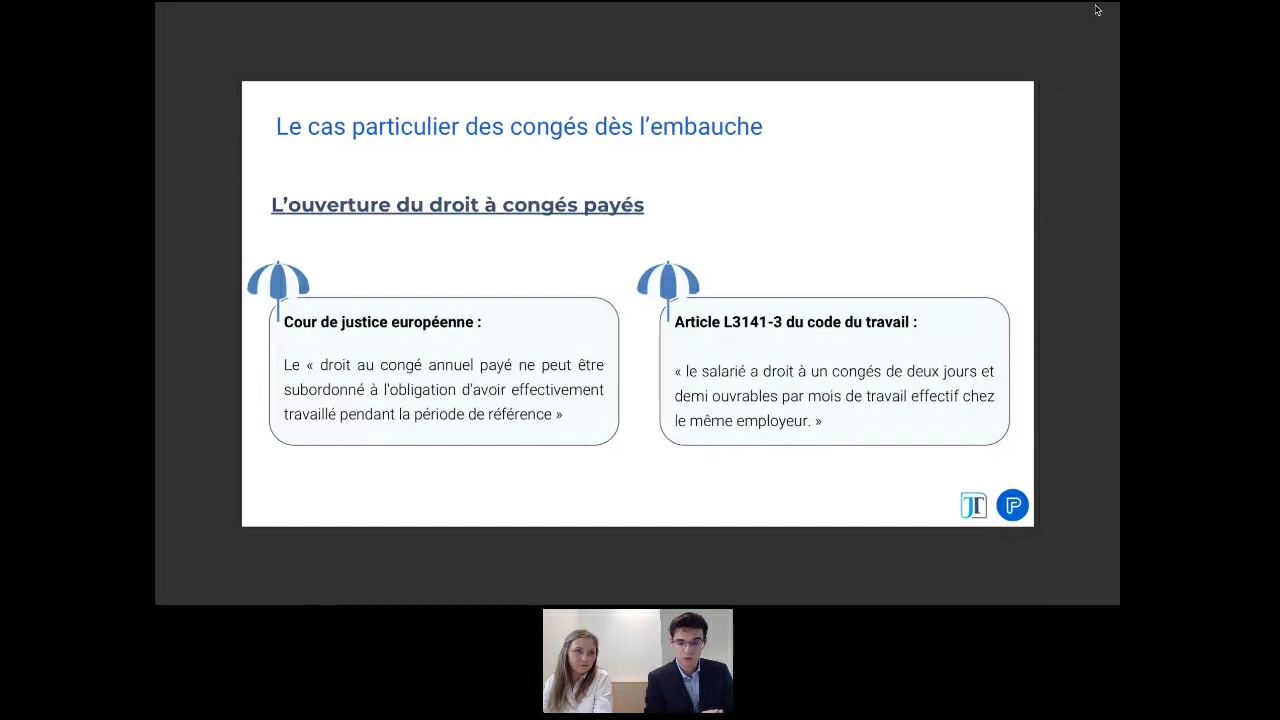 Le cas particulier des congés dès l’embauche
L’ouverture du droit à congés payés
Cour de justice européenne :
Le « droit au congé annuel payé ne peut être
subordonné à l'obligation d'avoir effectivement
travaillé pendant la période de référence »
Article L3141-3 du code du travail :
« le salarié a droit à un congés de deux jours et
demi ouvrables par mois de travail effectif chez
le même employeur. »